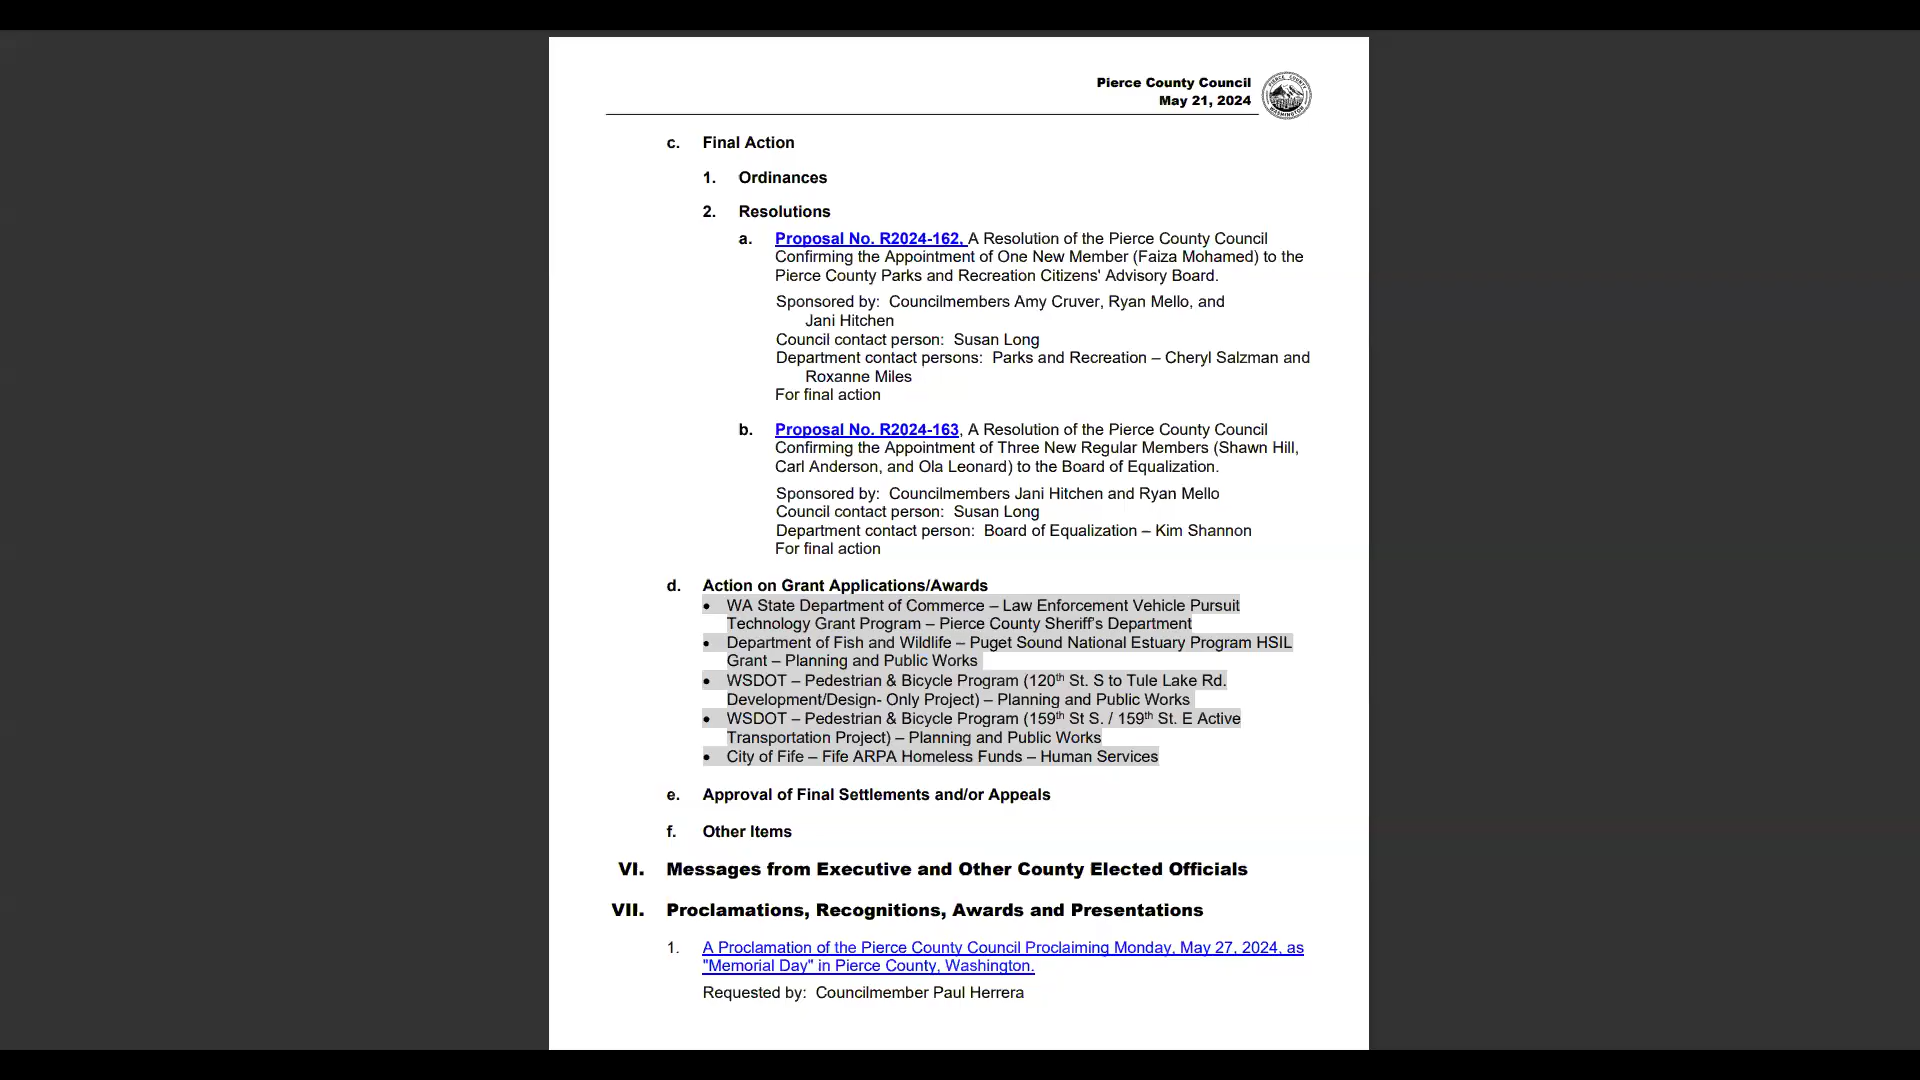 Pierce County Council
May 21, 2024
c. Final Action
1. Ordinances
2. Resolutions
a. Proposal No. R2024-162, A Resolution of the Pierce County Council
Confirming the Appointment of One New Member (Faiza Mohamed) to the
Pierce County Parks and Recreation Citizens' Advisory Board.
Sponsored by: Councilmembers Amy Cruver, Ryan Mello, and
Jani Hitchen
Council contact person: Susan Long
Department contact persons: Parks and Recreation – Cheryl Salzman and
Roxanne Miles
For final action
b. Proposal No. R2024-163, A Resolution of the Pierce County Council
Confirming the Appointment of Three New Regular Members (Shawn Hill,
Carl Anderson, and Ola Leonard) to the Board of Equalization.
Sponsored by: Councilmembers Jani Hitchen and Ryan Mello
Council contact person: Susan Long
Department contact person: Board of Equalization – Kim Shannon
For final action
d. Action on Grant Applications/Awards
• WA State Department of Commerce – Law Enforcement Vehicle Pursuit
Technology Grant Program – Pierce County Sheriff's Department
• Department of Fish and Wildlife – Puget Sound National Estuary Program HSIL
Grant – Planning and Public Works
• WSDOT – Pedestrian & Bicycle Program (120th St. S to Tule Lake Rd.
Development/Design- Only Project) – Planning and Public Works
• WSDOT – Pedestrian & Bicycle Program (159th St S. / 159th St. E Active
Transportation Project) – Planning and Public Works
• City of Fife – Fife ARPA Homeless Funds – Human Services
e. Approval of Final Settlements and/or Appeals
f. Other Items
VI. Messages from Executive and Other County Elected Officials
VII. Proclamations, Recognitions, Awards and Presentations
1. A Proclamation of the Pierce County Council Proclaiming Monday, May 27, 2024, as
"Memorial Day" in Pierce County, Washington.
Requested by: Councilmember Paul Herrera